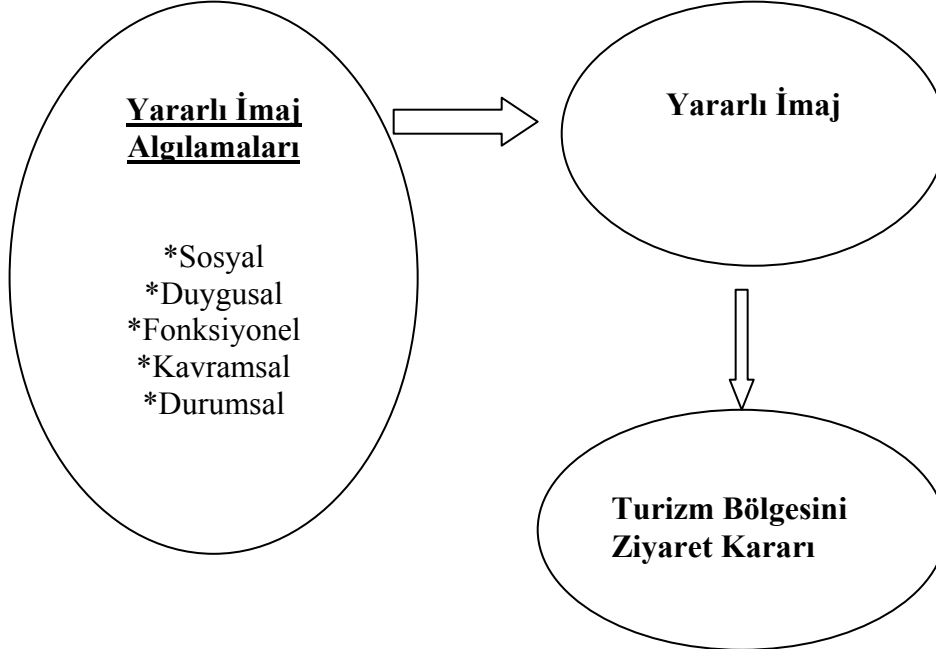 Yararlı İmaj
Algılamaları
*Sosyal
*Duygusal
*Fonksiyonel
*Kavramsal
*Durumsal
Yararlı İmaj
Turizm Bölgesini
Ziyaret Kararı